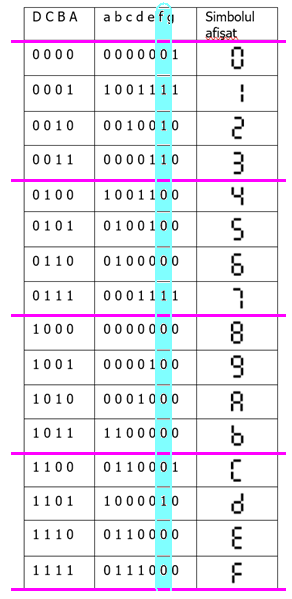 D C B A a b c d e f g Simbolul afișat
0 0 0 0 0 0 0 0 0 0 1 0
0 0 0 1 1 0 0 1 1 1 1 1
0 0 1 0 0 0 1 0 0 1 0 2
0 0 1 1 0 0 0 0 1 1 0 3
0 1 0 0 1 0 0 1 1 0 0 4
0 1 0 1 0 1 0 0 1 0 0 5
0 1 1 0 0 1 0 0 0 0 0 6
0 1 1 1 0 0 0 1 1 1 1 7
1 0 0 0 0 0 0 0 0 0 0 8
1 0 0 1 0 0 0 0 1 0 0 9
1 0 1 0 0 0 0 1 0 0 0 A
1 0 1 1 1 1 0 0 0 0 0 b
1 1 0 0 0 1 1 0 0 0 1 C
1 1 0 1 1 0 0 0 0 1 0 d
1 1 1 0 0 1 1 0 0 0 0 E
1 1 1 1 0 1 1 1 0 0 0 F